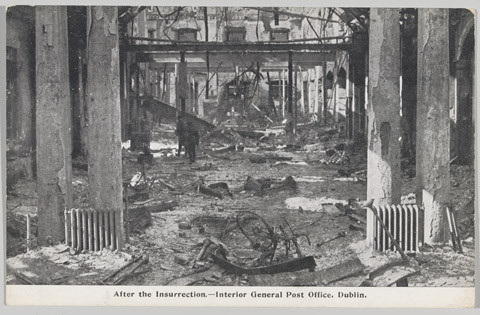 After the Insurrection.—Interior General Post Office, Dublin.